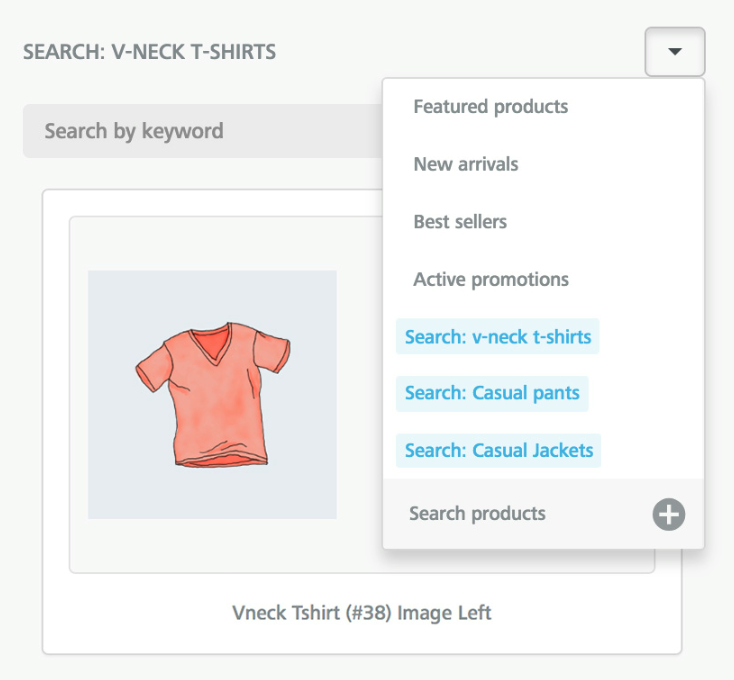 SEARCH: V-NECK T-SHIRTS
Search by keyword
Featured products
New arrivals
Best sellers
Active promotions
Search: v-neck t-shirts
Search: Casual pants
Search: Casual Jackets
Search products
Vneck Tshirt (#38) Image Left